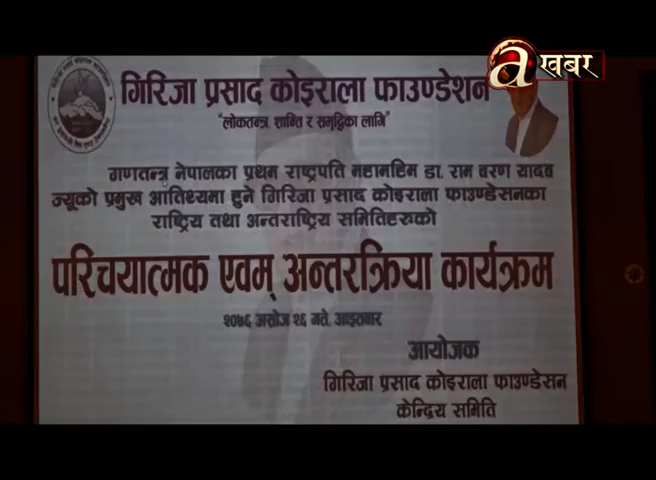 a खबर
गिरिजा प्रसाद कोइराला फाउण्डेशन
"लोकतन्त्र, शान्ति र समृद्धिका लागि"
गणतन्त्र नेपालका प्रथम राष्ट्रपति महामहिम डा. राम वरण यादव
ज्यूको प्रमुख आतिथ्यमा हुने गिरिजा प्रसाद कोइराला फाउण्डेसनका
राष्ट्रिय तथा अन्तराष्ट्रिय समितिहरुको
परिचयात्मक एवम् अन्तरक्रिया कार्यक्रम
२०७६ असोज २६ गते, आइतबार
आयोजक
गिरिजा प्रसाद कोइराला फाउण्डेसन
केन्द्रिय समिति